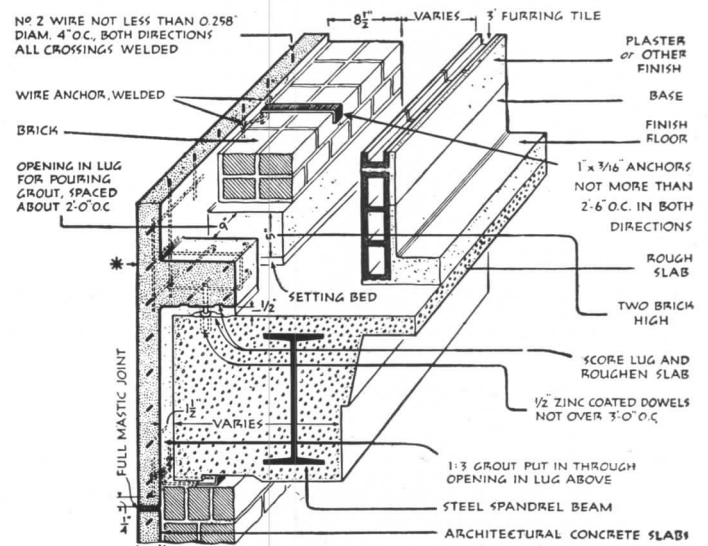 Nº 2 WIRE NOT LESS THAN 0.258"
DIAM. 4" O.C., BOTH DIRECTIONS
ALL CROSSINGS WELDED
8½"
VARIES
3" FURRING TILE
PLASTER
or OTHER
FINISH
WIRE ANCHOR, WELDED
BASE
BRICK
FINISH
FLOOR
OPENING IN LUG
FOR POURING
GROUT, SPACED
ABOUT 2'-0" O.C
1" x 3/16" ANCHORS
NOT MORE THAN
2'-6" O.C. IN BOTH
DIRECTIONS
9"
5"
*
ROUGH
SLAB
SETTING BED
± ½"
TWO BRICK
HIGH
SCORE LUG AND
ROUGHEN SLAB
½" ZINC COATED DOWELS
NOT OVER 3'-0" O.C
FULL MASTIC JOINT
1½"
VARIES
1:3 GROUT PUT IN THROUGH
OPENING IN LUG ABOVE
STEEL SPANDREL BEAM
ARCHITECTURAL CONCRETE SLABS